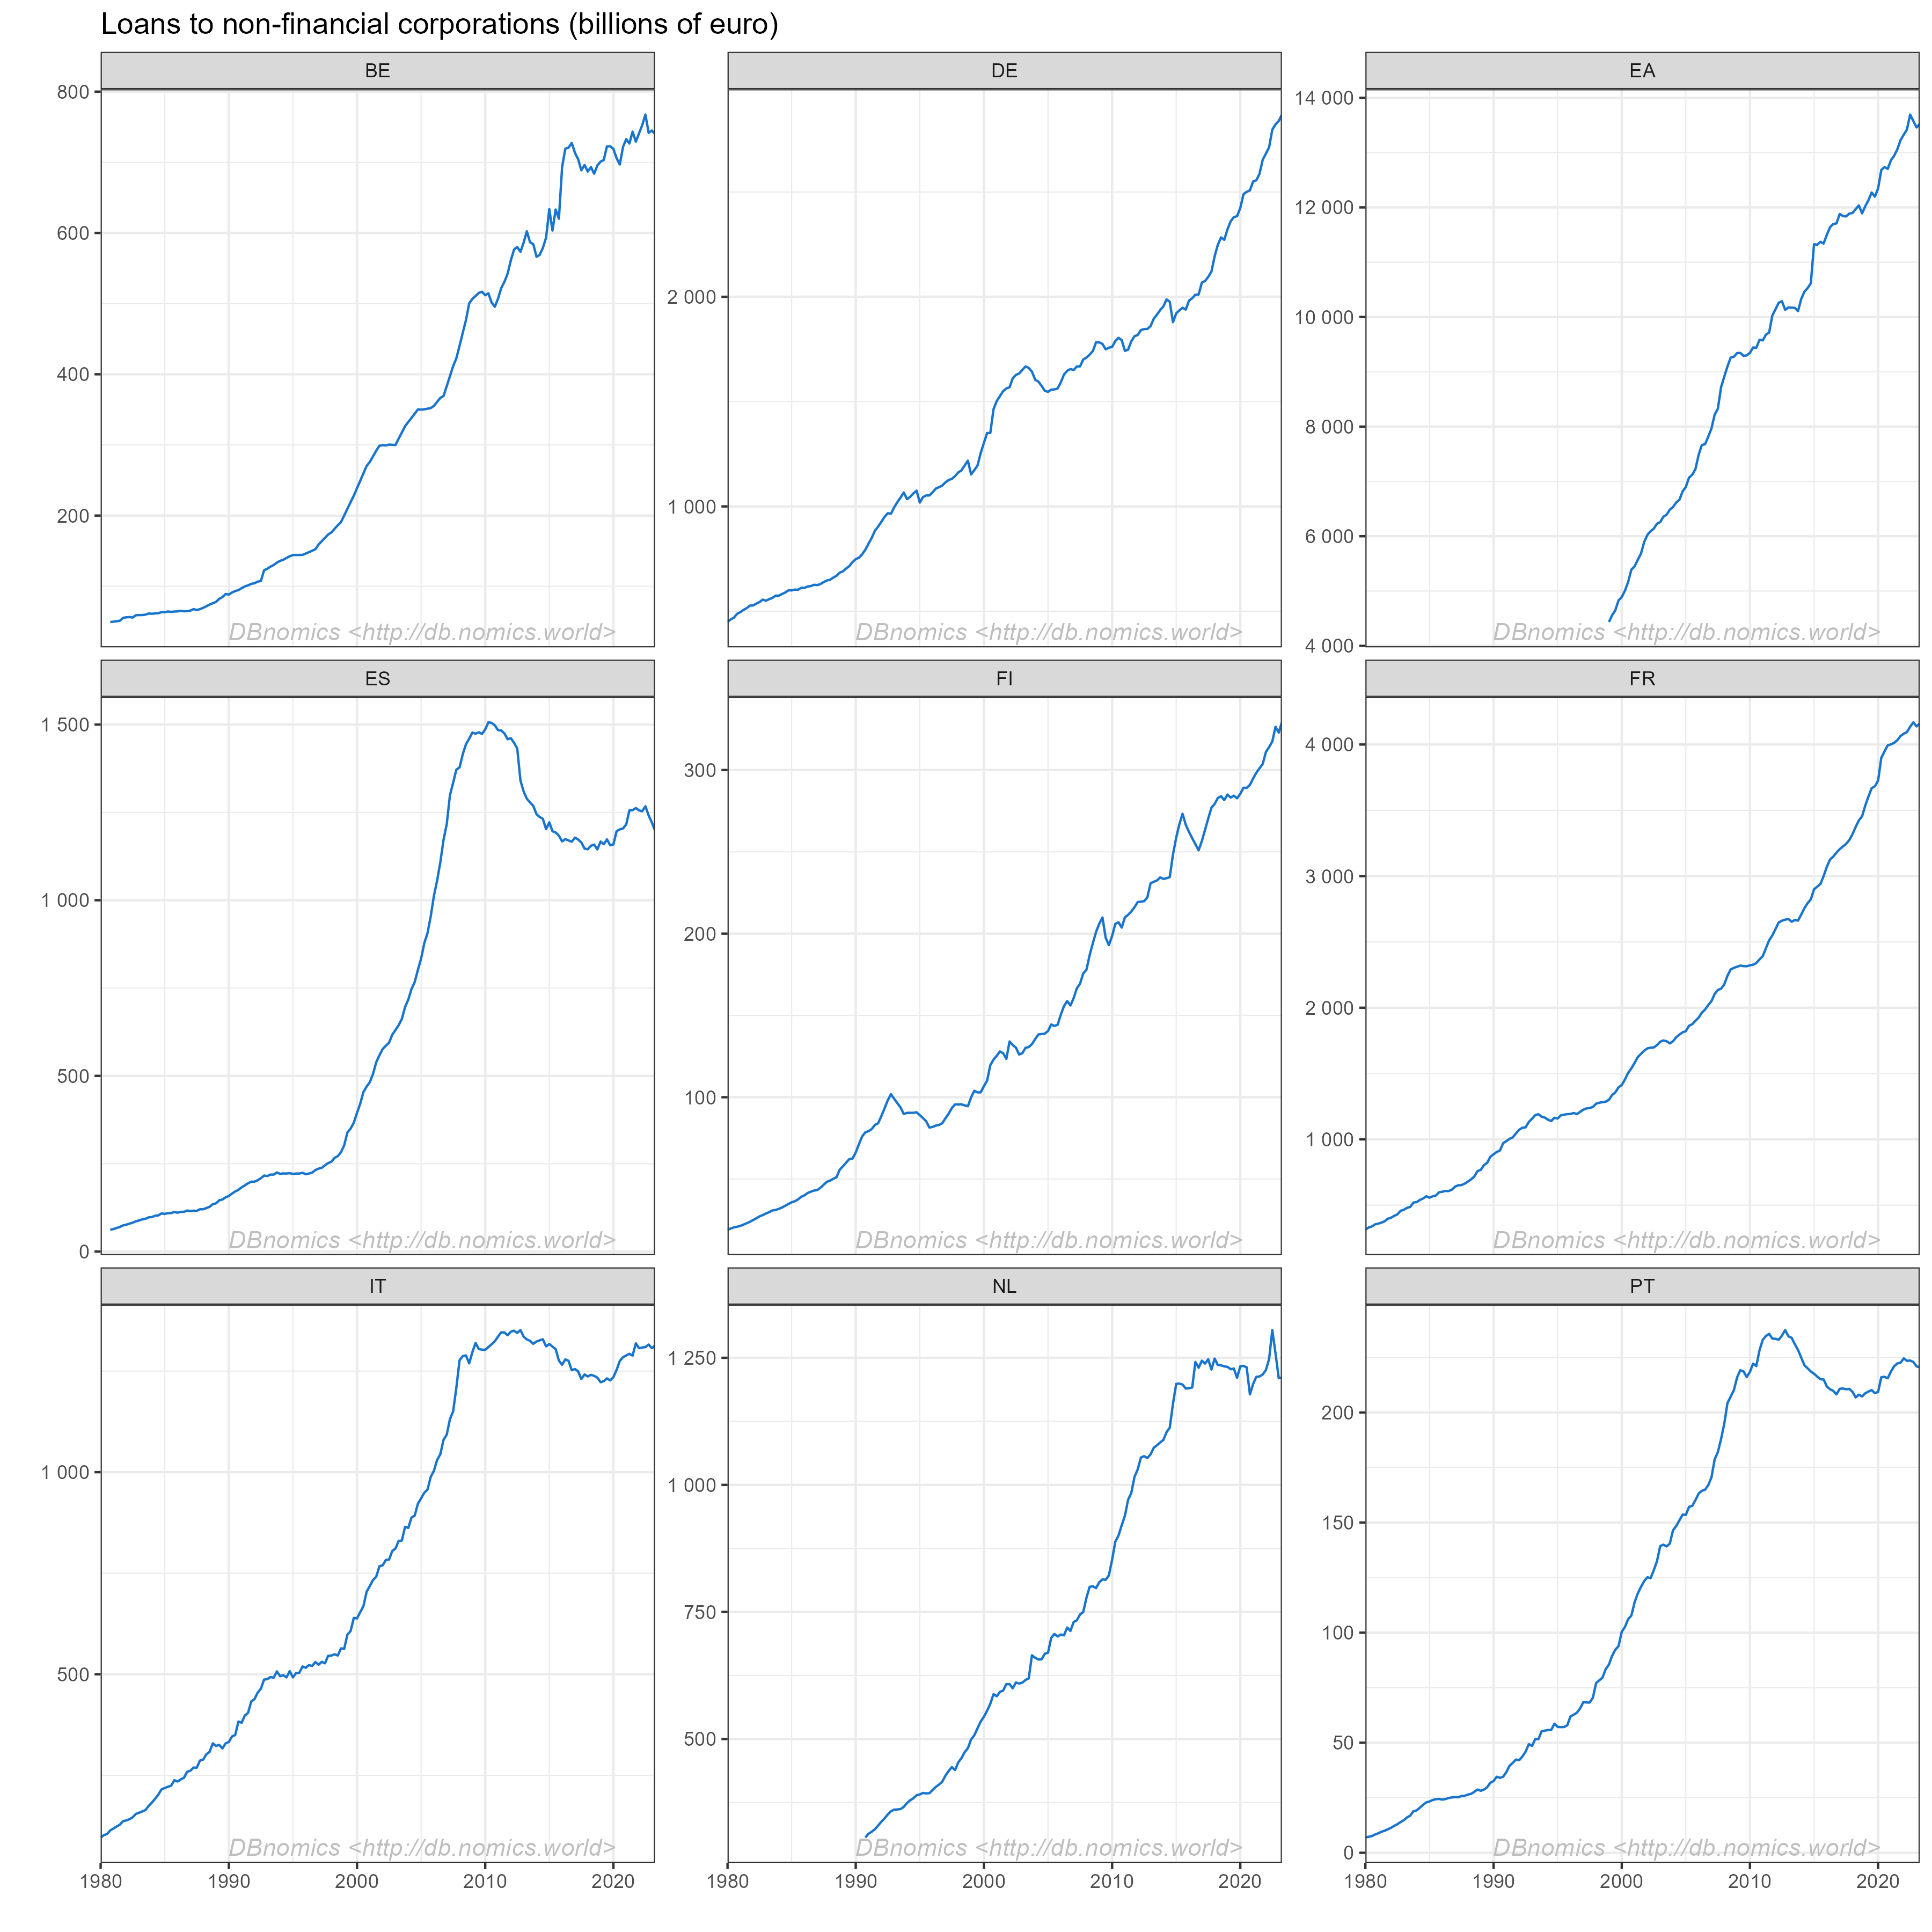 Loans to non-financial corporations (billions of euro)
BE
DE
EA
800
600
400
200
DBnomics <http://db.nomics.world>
2 000
1 000
DBnomics <http://db.nomics.world>
14 000
12 000
10 000
8 000
6 000
4 000
DBnomics <http://db.nomics.world>
ES
FI
FR
1 500
1 000
500
0
DBnomics <http://db.nomics.world>
300
200
100
DBnomics <http://db.nomics.world>
4 000
3 000
2 000
1 000
DBnomics <http://db.nomics.world>
IT
NL
PT
1 000
500
DBnomics <http://db.nomics.world>
1 250
1 000
750
500
DBnomics <http://db.nomics.world>
200
150
100
50
0
DBnomics <http://db.nomics.world>
1980 1990 2000 2010 2020
1980 1990 2000 2010 2020
1980 1990 2000 2010 2020